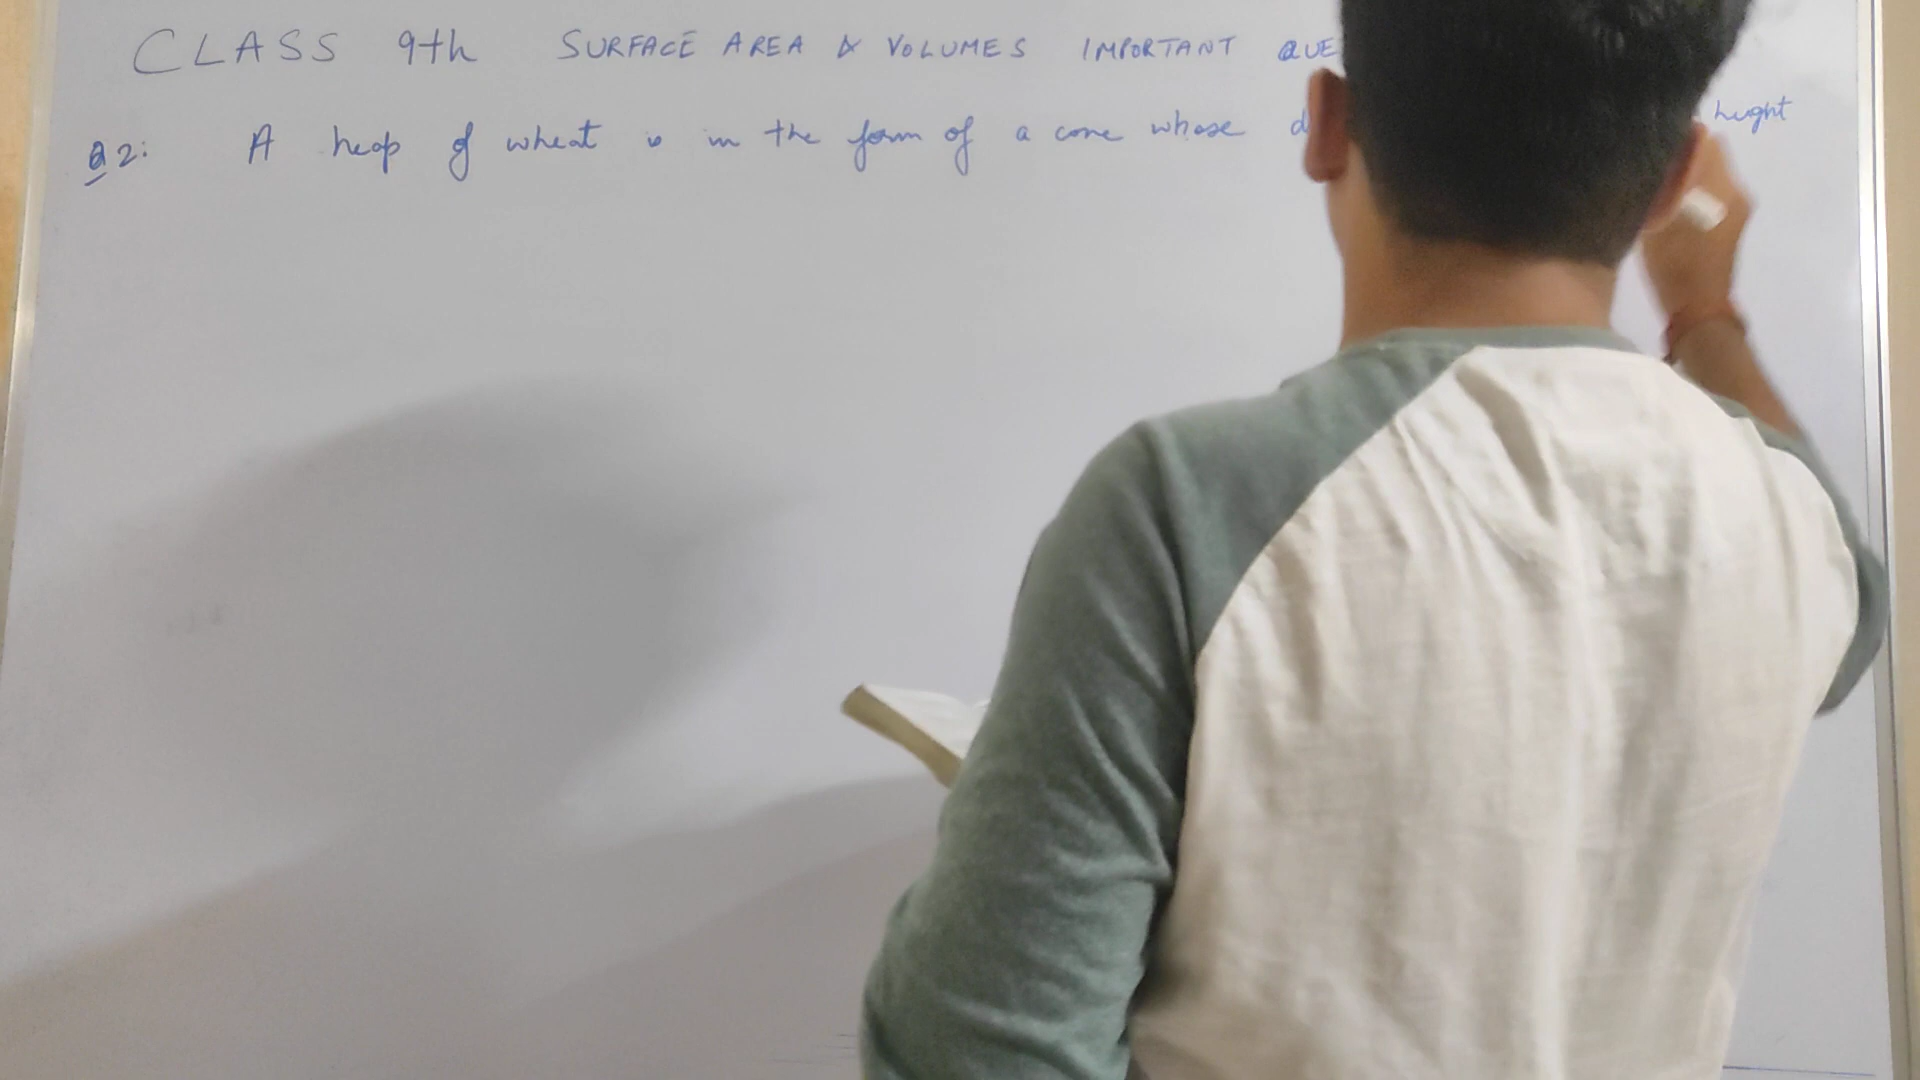 CLASS 9th SURFACE AREA & VOLUMES IMPORTANT QUE
Q2: A heap of wheat is in the form of a cone whose d height